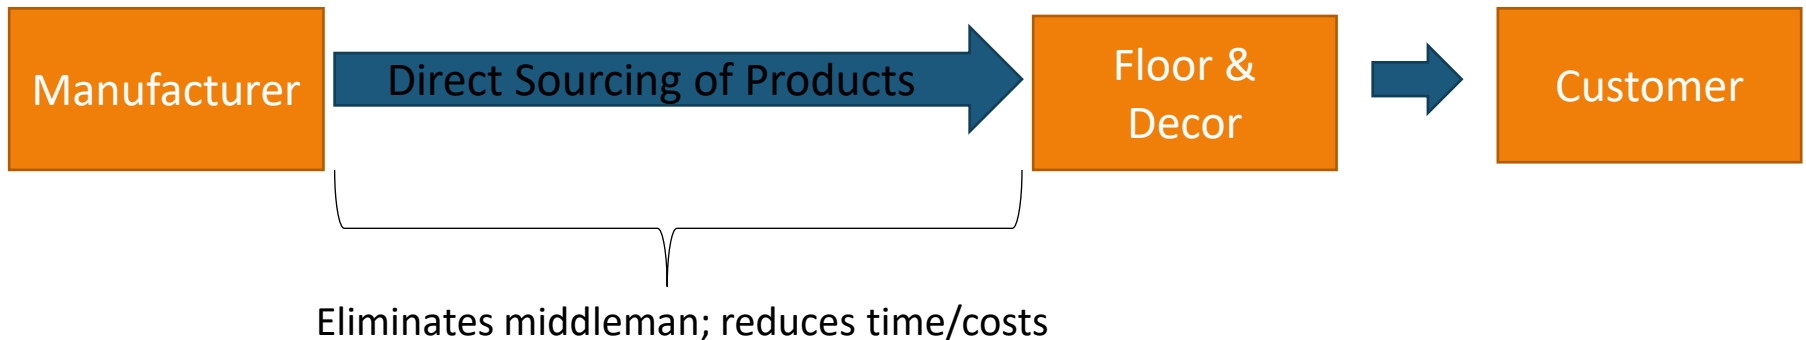 Manufacturer
Direct Sourcing of Products
Floor &
Decor
Customer
Eliminates middleman; reduces time/costs